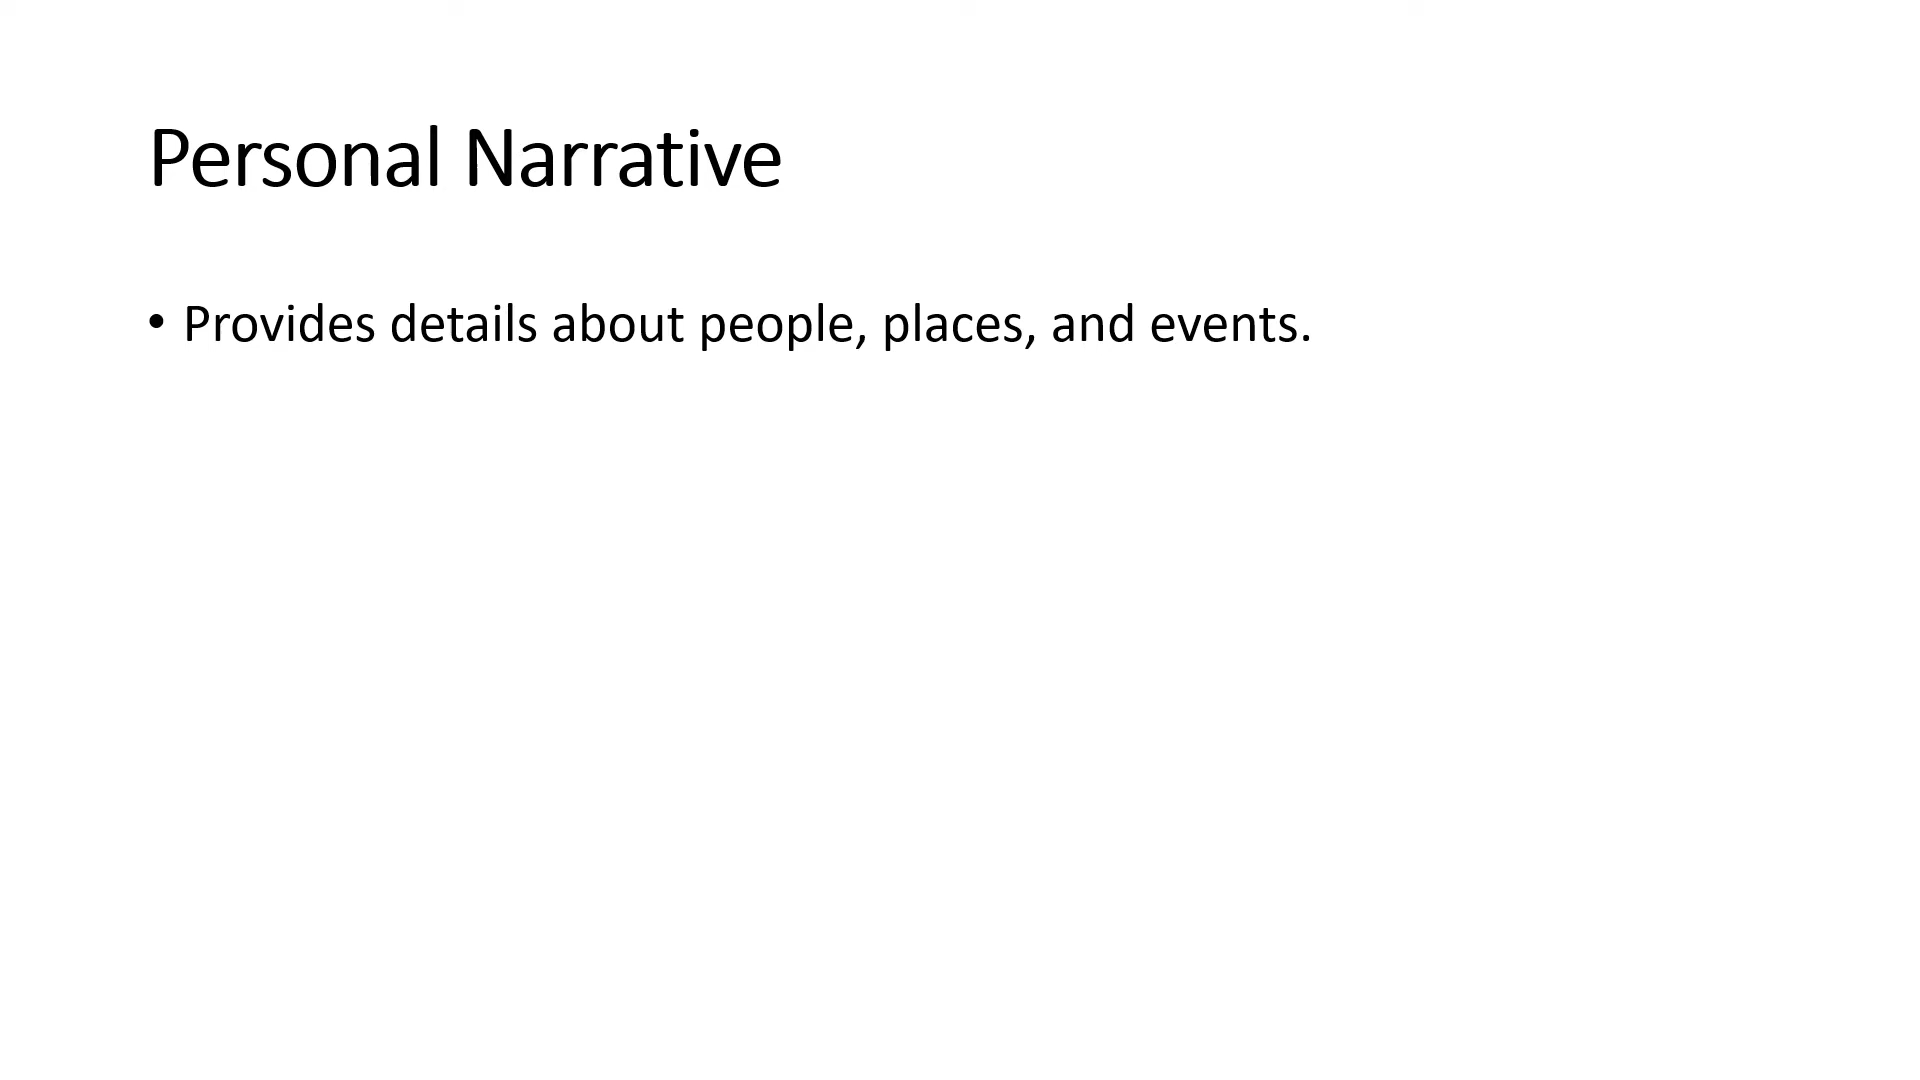 Personal Narrative
• Provides details about people, places, and events.